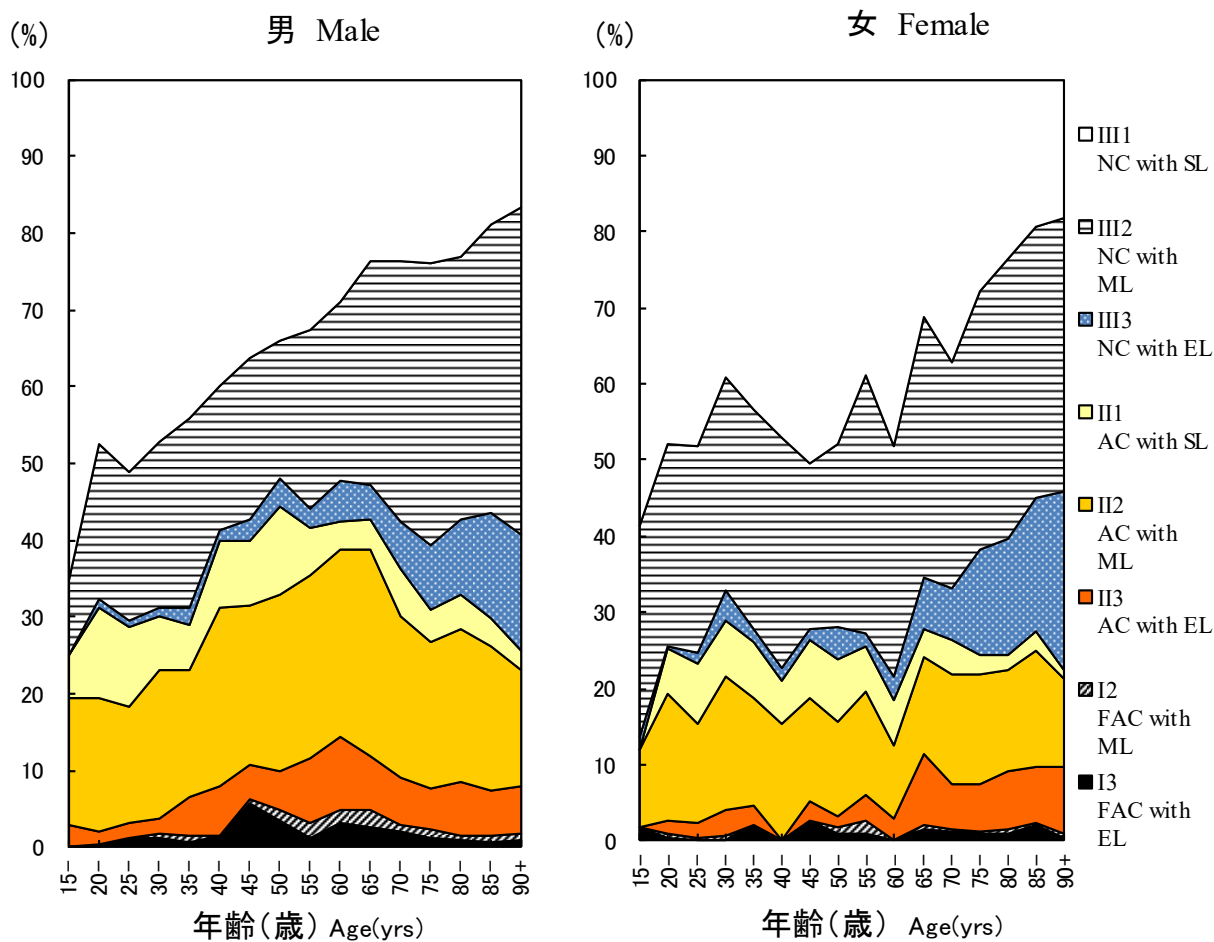 男 Male
(%)
100
90
80
70
60
50
40
30
20
10
0
15−
20−
25−
30−
35−
40−
45−
50−
55−
60−
65−
70−
75−
80−
85−
90+
年齢(歳) Age(yrs)
女 Female
(%)
100
90
80
70
60
50
40
30
20
10
0
15−
20−
25−
30−
35−
40−
45−
50−
55−
60−
65−
70−
75−
80−
85−
90+
年齢(歳) Age(yrs)
III1
NC with SL
III2
NC with
ML
III3
NC with EL
II1
AC with SL
II2
AC with
ML
II3
AC with EL
I2
FAC with
ML
I3
FAC with
EL